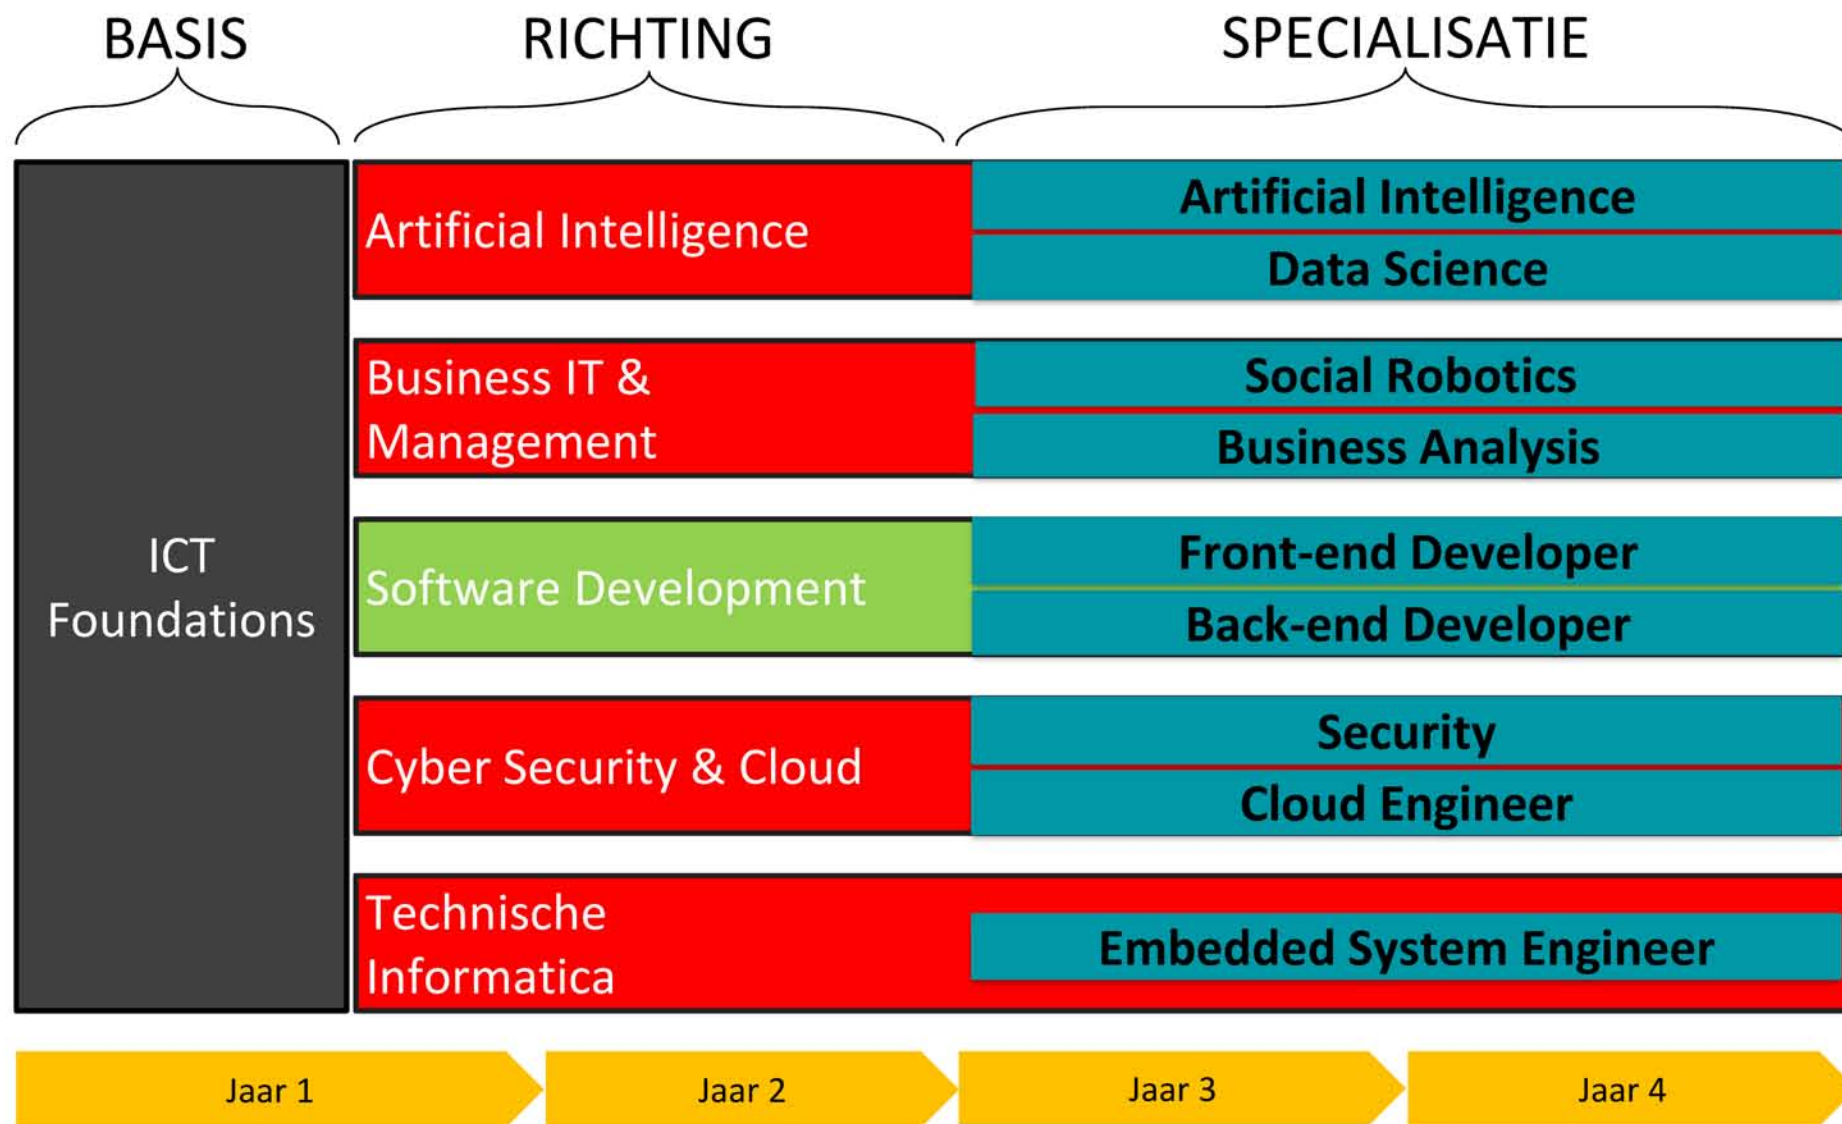 BASIS
RICHTING
SPECIALISATIE
ICT
Foundations
Artificial Intelligence
Artificial Intelligence
Data Science
Business IT &
Management
Social Robotics
Business Analysis
Software Development
Front-end Developer
Back-end Developer
Cyber Security & Cloud
Security
Cloud Engineer
Technische
Informatica
Embedded System Engineer
Jaar 1
Jaar 2
Jaar 3
Jaar 4